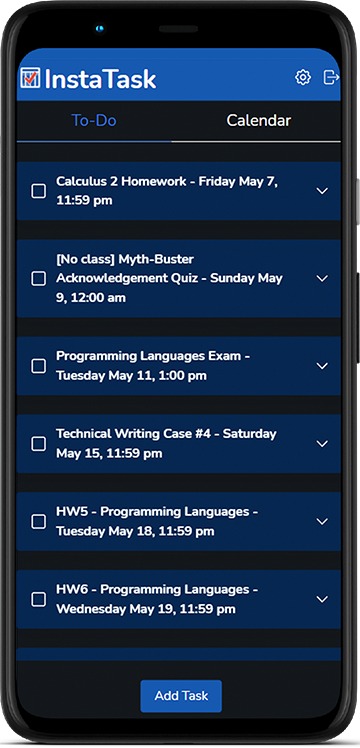 InstaTask
To-Do
Calendar
Calculus 2 Homework - Friday May 7,
11:59 pm
[No class] Myth-Buster
Acknowledgement Quiz - Sunday May
9, 12:00 am
Programming Languages Exam -
Tuesday May 11, 1:00 pm
Technical Writing Case #4 - Saturday
May 15, 11:59 pm
HW5 - Programming Languages -
Tuesday May 18, 11:59 pm
HW6 - Programming Languages -
Wednesday May 19, 11:59 pm
Add Task